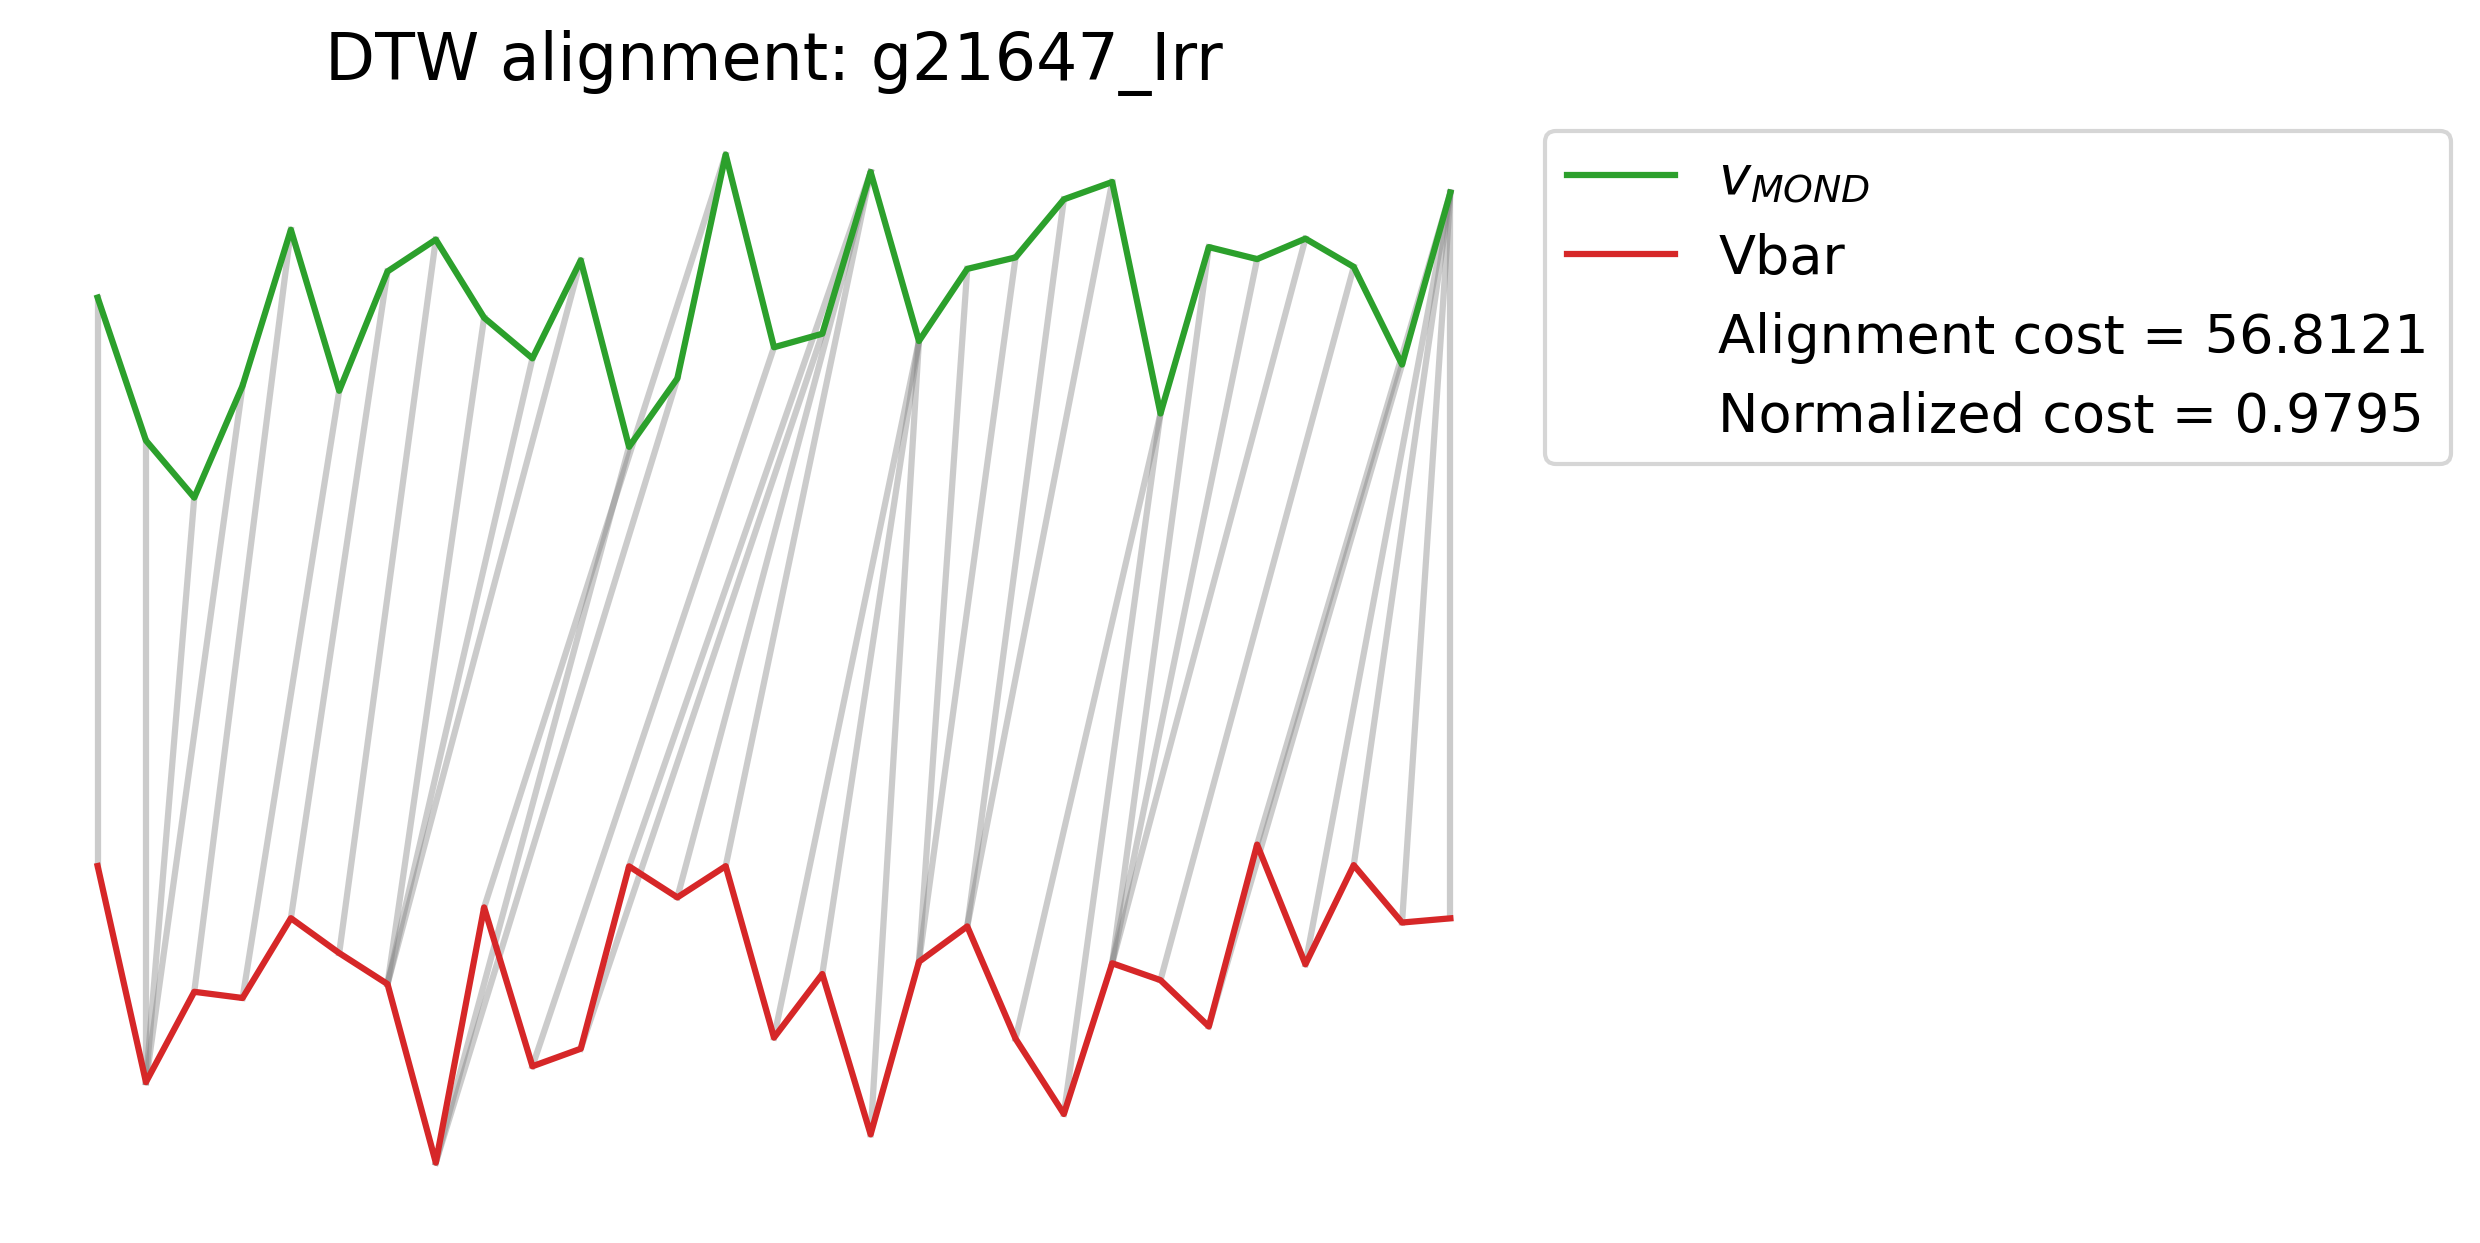 DTW alignment: g21647_Irr
v_MOND
Vbar
Alignment cost = 56.8121
Normalized cost = 0.9795